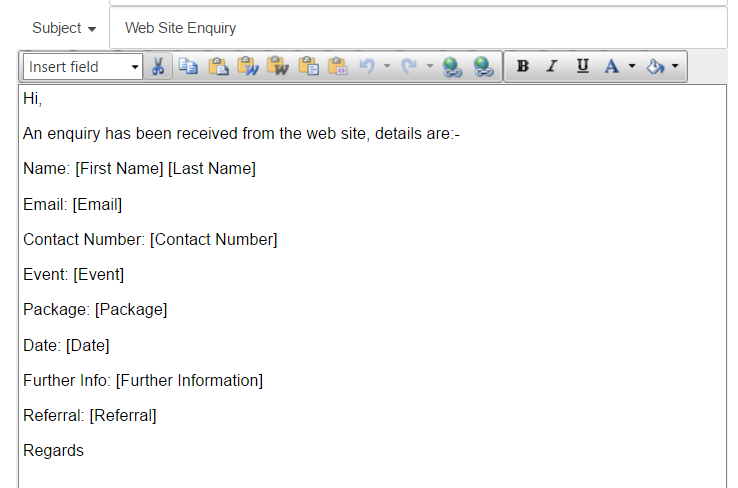 Subject Web Site Enquiry
Insert field B I U A
Hi,
An enquiry has been received from the web site, details are:-
Name: [First Name] [Last Name]
Email: [Email]
Contact Number: [Contact Number]
Event: [Event]
Package: [Package]
Date: [Date]
Further Info: [Further Information]
Referral: [Referral]
Regards